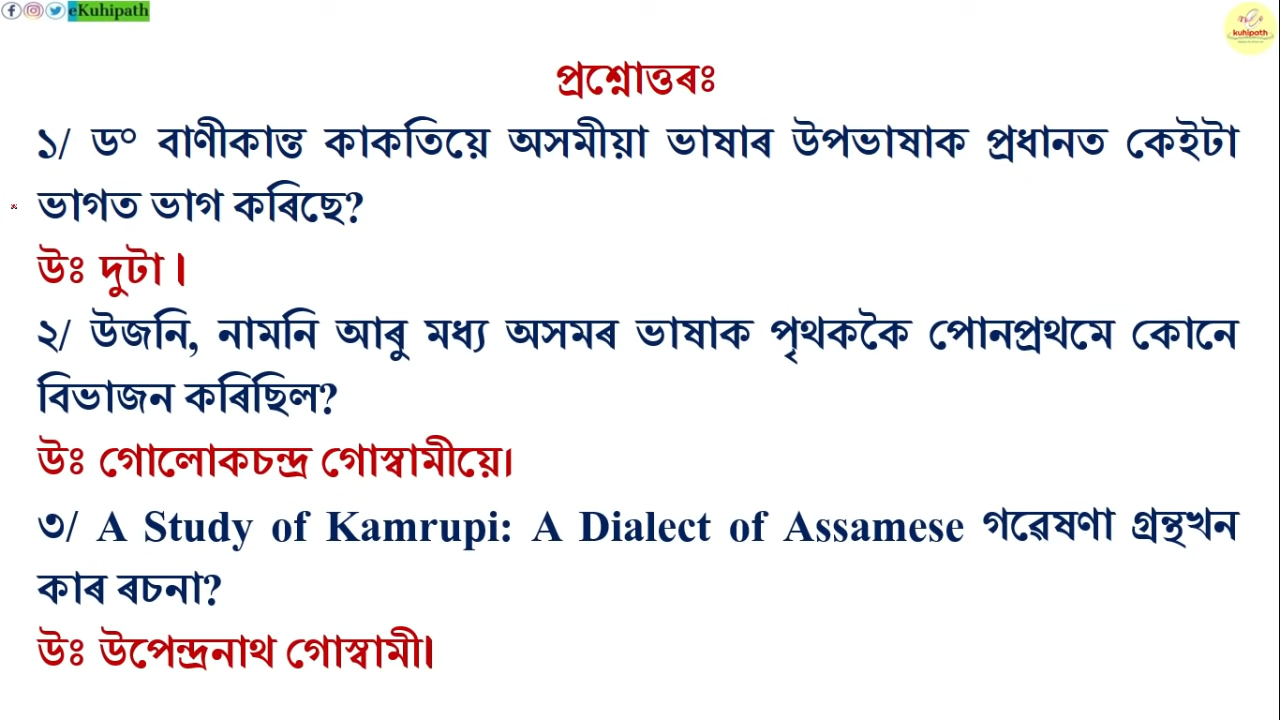 eKuhipath
kuhipath
প্ৰশ্নোত্তৰঃ
১/ ড° বাণীকান্ত কাকতিয়ে অসমীয়া ভাষাৰ উপভাষাক প্ৰধানত কেইটা
ভাগত ভাগ কৰিছে?
উঃ দুটা।
২/ উজনি, নামনি আৰু মধ্য অসমৰ ভাষাক পৃথককৈ পোনপ্ৰথমে কোনে
বিভাজন কৰিছিল?
উঃ গোলোকচন্দ্ৰ গোস্বামীয়ে।
৩/ A Study of Kamrupi: A Dialect of Assamese গৱেষণা গ্ৰন্থখন
কাৰ ৰচনা?
উঃ উপেন্দ্ৰনাথ গোস্বামী।